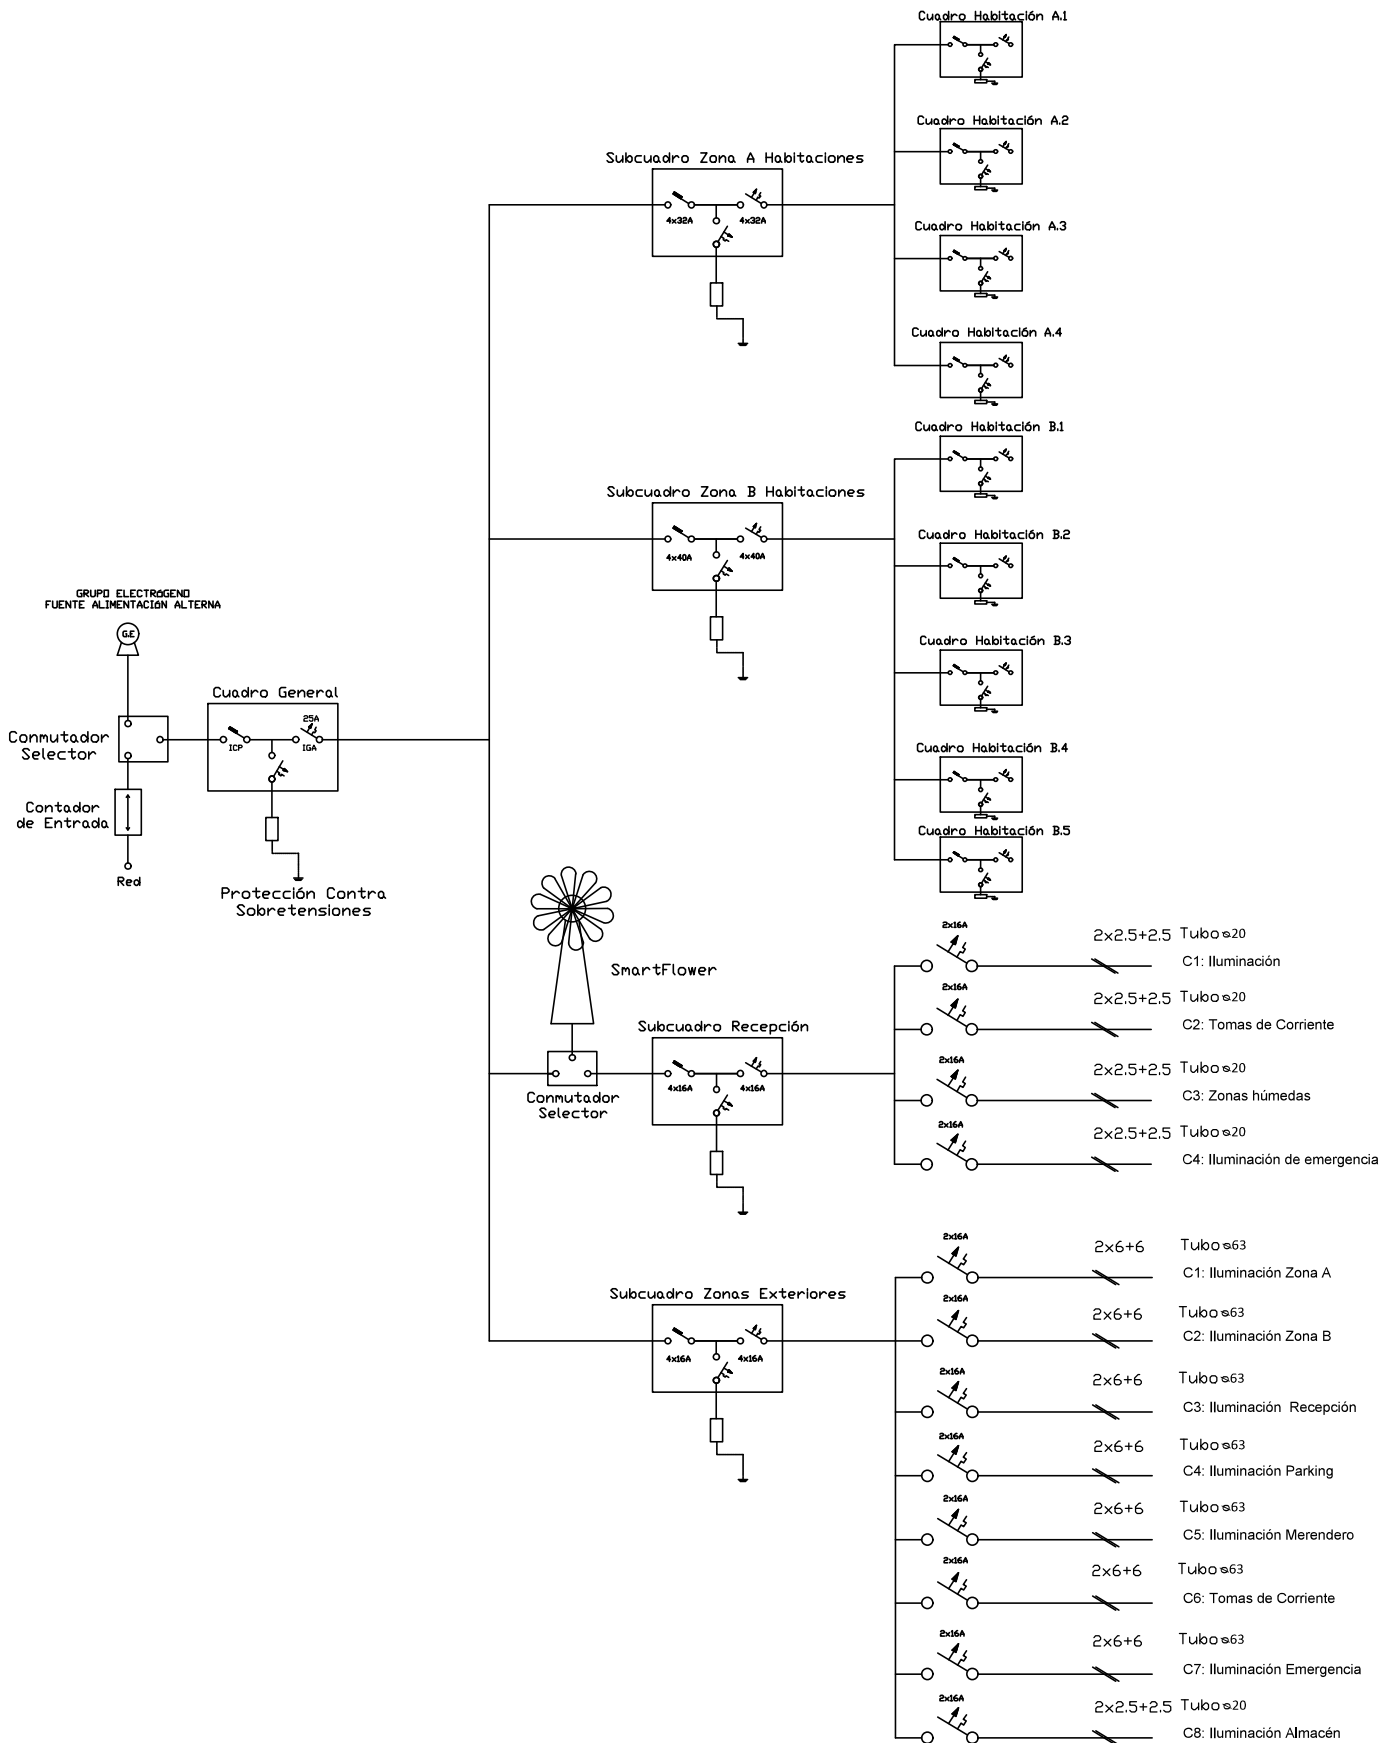 Cuadro Habitación A.1
Cuadro Habitación A.2
Subcuadro Zona A Habitaciones
4x32A
4x32A
Cuadro Habitación A.3
Cuadro Habitación A.4
Cuadro Habitación B.1
Subcuadro Zona B Habitaciones
4x40A
4x40A
Cuadro Habitación B.2
Cuadro Habitación B.3
Cuadro Habitación B.4
Cuadro Habitación B.5
GRUPO ELECTRóGENO
FUENTE ALIMENTACIóN ALTERNA
G.E
Conmutador
Selector
Contador
de Entrada
Red
Cuadro General
ICP
25A
IGA
Protección Contra
Sobretensiones
SmartFlower
Conmutador
Selector
Subcuadro Recepción
4x16A
4x16A
2x16A
2x2.5+2.5 Tubo ⌀20
C1: Iluminación
2x16A
2x2.5+2.5 Tubo ⌀20
C2: Tomas de Corriente
2x16A
2x2.5+2.5 Tubo ⌀20
C3: Zonas húmedas
2x16A
2x2.5+2.5 Tubo ⌀20
C4: Iluminación de emergencia
Subcuadro Zonas Exteriores
4x16A
4x16A
2x16A
2x6+6 Tubo ⌀63
C1: Iluminación Zona A
2x16A
2x6+6 Tubo ⌀63
C2: Iluminación Zona B
2x16A
2x6+6 Tubo ⌀63
C3: Iluminación Recepción
2x16A
2x6+6 Tubo ⌀63
C4: Iluminación Parking
2x16A
2x6+6 Tubo ⌀63
C5: Iluminación Merendero
2x16A
2x6+6 Tubo ⌀63
C6: Tomas de Corriente
2x16A
2x6+6 Tubo ⌀63
C7: Iluminación Emergencia
2x16A
2x2.5+2.5 Tubo ⌀20
C8: Iluminación Almacén